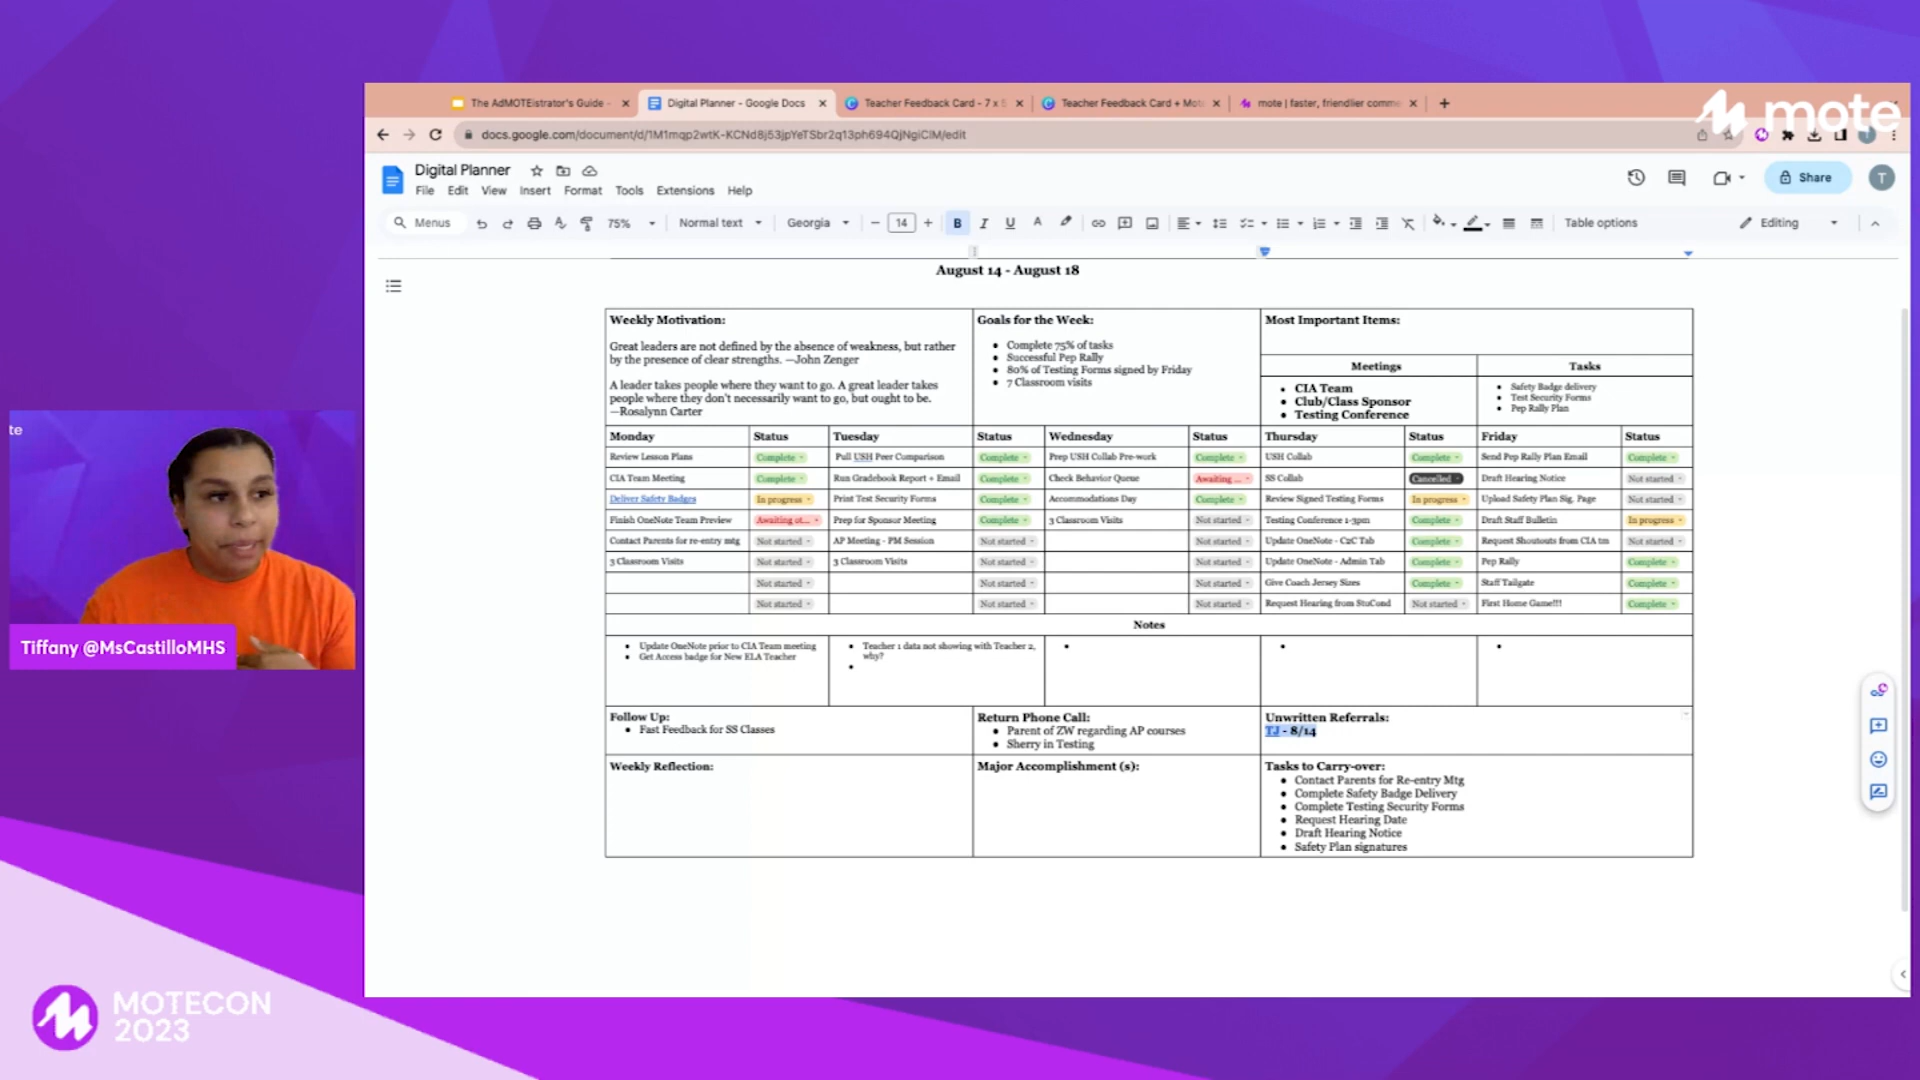 The AdMOTEistrator's Guide -
Digital Planner - Google Docs
Teacher Feedback Card - 7 x 5
Teacher Feedback Card + Mot
mote | faster, friendlier comme
mote
docs.google.com/document/d/1M1mqp2wtK-KCNd8j53jpYeTSbr2q13ph694QjNgiCIM/edit
Digital Planner
File Edit View Insert Format Tools Extensions Help
Share
T
Menus
75%
Normal text
Georgia
14
Table options
Editing
August 14 - August 18
Weekly Motivation:
Great leaders are not defined by the absence of weakness, but rather
by the presence of clear strengths. —John Zenger
A leader takes people where they want to go. A great leader takes
people where they don't necessarily want to go, but ought to be.
—Rosalynn Carter
Goals for the Week:
Complete 75% of tasks
Successful Pep Rally
80% of Testing Forms signed by Friday
7 Classroom visits
Most Important Items:
Meetings
Tasks
CIA Team
Club/Class Sponsor
Testing Conference
Safety Badge delivery
Test Security Forms
Pep Rally Plan
Monday Status Tuesday Status Wednesday Status Thursday Status Friday Status
Review Lesson Plans Complete Pull USH Peer Comparison Complete Prep USH Collab Pre-work Complete USH Collab Complete Send Pep Rally Plan Email Complete
CIA Team Meeting Complete Run Gradebook Report + Email Complete Check Behavior Queue Awaiting ... SS Collab Cancelled Draft Hearing Notice Not started
Deliver Safety Badges In progress Print Test Security Forms Complete Accommodations Day Complete Review Signed Testing Forms In progress Upload Safety Plan Sig. Page Not started
Finish OneNote Team Preview Awaiting ot... Prep for Sponsor Meeting Complete 3 Classroom Visits Not started Testing Conference 1-3pm Complete Draft Staff Bulletin In progress
Contact Parents for re-entry mtg Not started AP Meeting - PM Session Not started Not started Update OneNote - C2C Tab Complete Request Shoutouts from CIA tm Not started
3 Classroom Visits Not started 3 Classroom Visits Not started Not started Update OneNote - Admin Tab Complete Pep Rally Complete
Not started Not started Not started Give Coach Jersey Sizes Complete Staff Tailgate Complete
Not started Not started Not started Request Hearing from StuCond Not started First Home Game!!! Complete
Notes
Update OneNote prior to CIA Team meeting
Get Access badge for New ELA Teacher
Teacher 1 data not showing with Teacher 2,
why?
Follow Up:
Fast Feedback for SS Classes
Return Phone Call:
Parent of ZW regarding AP courses
Sherry in Testing
Unwritten Referrals:
TJ - 8/14
Weekly Reflection:
Major Accomplishment (s):
Tasks to Carry-over:
Contact Parents for Re-entry Mtg
Complete Safety Badge Delivery
Complete Testing Security Forms
Request Hearing Date
Draft Hearing Notice
Safety Plan signatures
te
Tiffany @MsCastilloMHS
MOTECON
2023